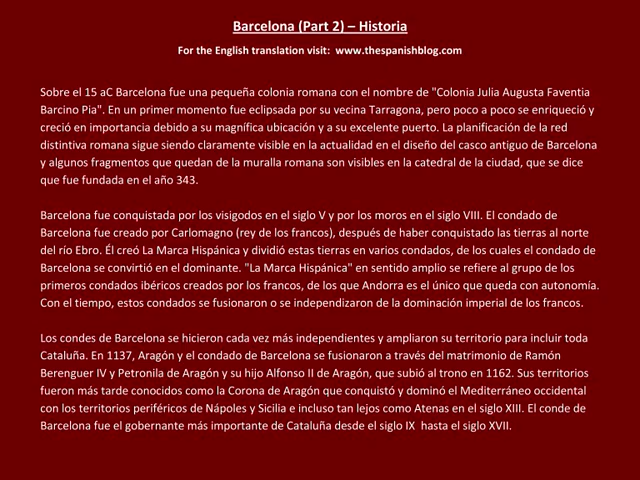 Barcelona (Part 2) – Historia
For the English translation visit: www.thespanishblog.com
Sobre el 15 aC Barcelona fue una pequeña colonia romana con el nombre de "Colonia Julia Augusta Faventia
Barcino Pia". En un primer momento fue eclipsada por su vecina Tarragona, pero poco a poco se enriqueció y
creció en importancia debido a su magnífica ubicación y a su excelente puerto. La planificación de la red
distintiva romana sigue siendo claramente visible en la actualidad en el diseño del casco antiguo de Barcelona
y algunos fragmentos que quedan de la muralla romana son visibles en la catedral de la ciudad, que se dice
que fue fundada en el año 343.
Barcelona fue conquistada por los visigodos en el siglo V y por los moros en el siglo VIII. El condado de
Barcelona fue creado por Carlomagno (rey de los francos), después de haber conquistado las tierras al norte
del río Ebro. Él creó La Marca Hispánica y dividió estas tierras en varios condados, de los cuales el condado de
Barcelona se convirtió en el dominante. "La Marca Hispánica" en sentido amplio se refiere al grupo de los
primeros condados ibéricos creados por los francos, de los que Andorra es el único que queda con autonomía.
Con el tiempo, estos condados se fusionaron o se independizaron de la dominación imperial de los francos.
Los condes de Barcelona se hicieron cada vez más independientes y ampliaron su territorio para incluir toda
Cataluña. En 1137, Aragón y el condado de Barcelona se fusionaron a través del matrimonio de Ramón
Berenguer IV y Petronila de Aragón y su hijo Alfonso II de Aragón, que subió al trono en 1162. Sus territorios
fueron más tarde conocidos como la Corona de Aragón que conquistó y dominó el Mediterráneo occidental
con los territorios periféricos de Nápoles y Sicilia e incluso tan lejos como Atenas en el siglo XIII. El conde de
Barcelona fue el gobernante más importante de Cataluña desde el siglo IX hasta el siglo XVII.